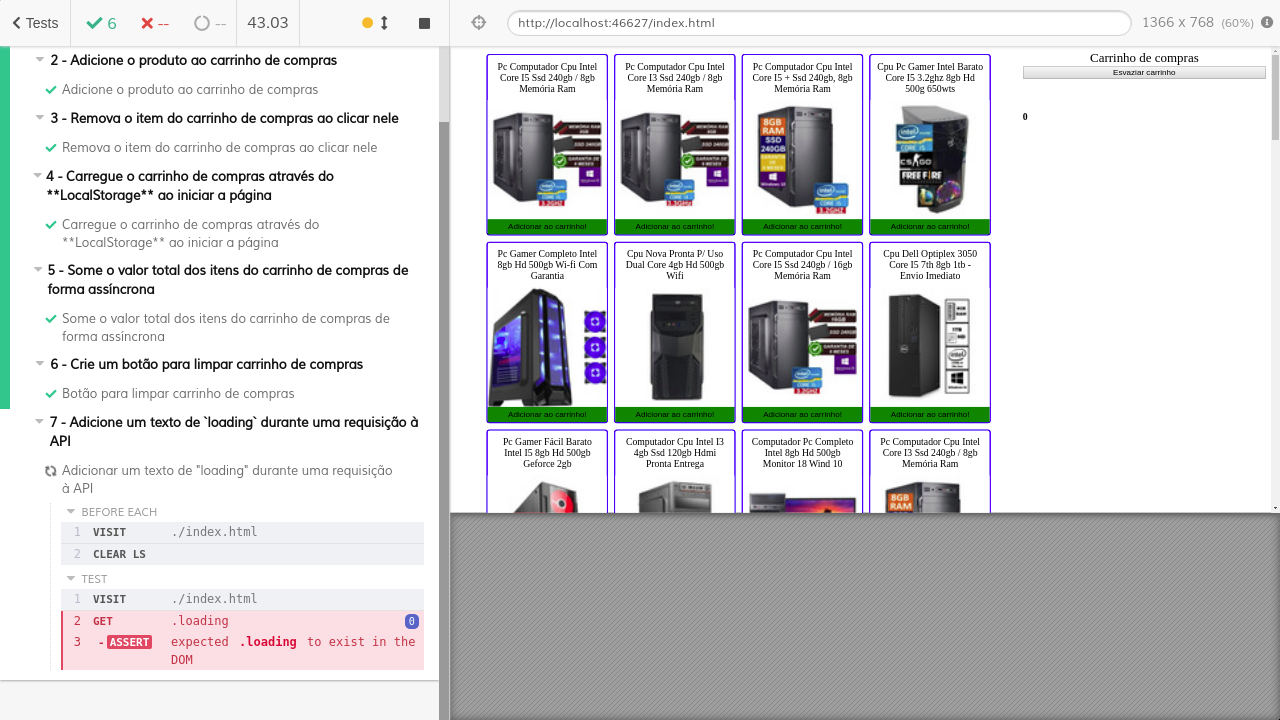 Tests
6
--
--
43.03
http://localhost:46627/index.html
1366 x 768 (60%)
2 - Adicione o produto ao carrinho de compras
Adicione o produto ao carrinho de compras
3 - Remova o item do carrinho de compras ao clicar nele
Remova o item do carrinho de compras ao clicar nele
4 - Carregue o carrinho de compras através do
**LocalStorage** ao iniciar a página
Carregue o carrinho de compras através do
**LocalStorage** ao iniciar a página
5 - Some o valor total dos itens do carrinho de compras de
forma assíncrona
Some o valor total dos itens do carrinho de compras de
forma assíncrona
6 - Crie um botão para limpar carrinho de compras
Botão para limpar carrinho de compras
7 - Adicione um texto de `loading` durante uma requisição à
API
Adicionar um texto de "loading" durante uma requisição
à API
BEFORE EACH
1 VISIT ./index.html
2 CLEAR LS
TEST
1 VISIT ./index.html
2 GET .loading 0
3 -ASSERT expected .loading to exist in the
DOM
Pc Computador Cpu Intel
Core I5 Ssd 240gb / 8gb
Memória Ram
Adicionar ao carrinho!
Pc Computador Cpu Intel
Core I3 Ssd 240gb / 8gb
Memória Ram
Adicionar ao carrinho!
Pc Computador Cpu Intel
Core I5 + Ssd 240gb, 8gb
Memória Ram
8GB
RAM
SSD
240GB
Adicionar ao carrinho!
Cpu Pc Gamer Intel Barato
Core I5 3.2ghz 8gb Hd
500g 650wts
intel
CORE i5
CS:GO
FREE FIRE
Adicionar ao carrinho!
Pc Gamer Completo Intel
8gb Hd 500gb Wi-fi Com
Garantia
Adicionar ao carrinho!
Cpu Nova Pronta P/ Uso
Dual Core 4gb Hd 500gb
Wifi
Adicionar ao carrinho!
Pc Computador Cpu Intel
Core I5 Ssd 240gb / 16gb
Memória Ram
Adicionar ao carrinho!
Cpu Dell Optiplex 3050
Core I5 7th 8gb 1tb -
Envio Imediato
Adicionar ao carrinho!
Pc Gamer Fácil Barato
Intel I5 8gb Hd 500gb
Geforce 2gb
Computador Cpu Intel I3
4gb Ssd 120gb Hdmi
Pronta Entrega
Computador Pc Completo
Intel 8gb Hd 500gb
Monitor 18 Wind 10
Pc Computador Cpu Intel
Core I3 Ssd 240gb / 8gb
Memória Ram
8GB
RAM
Carrinho de compras
Esvaziar carrinho
0